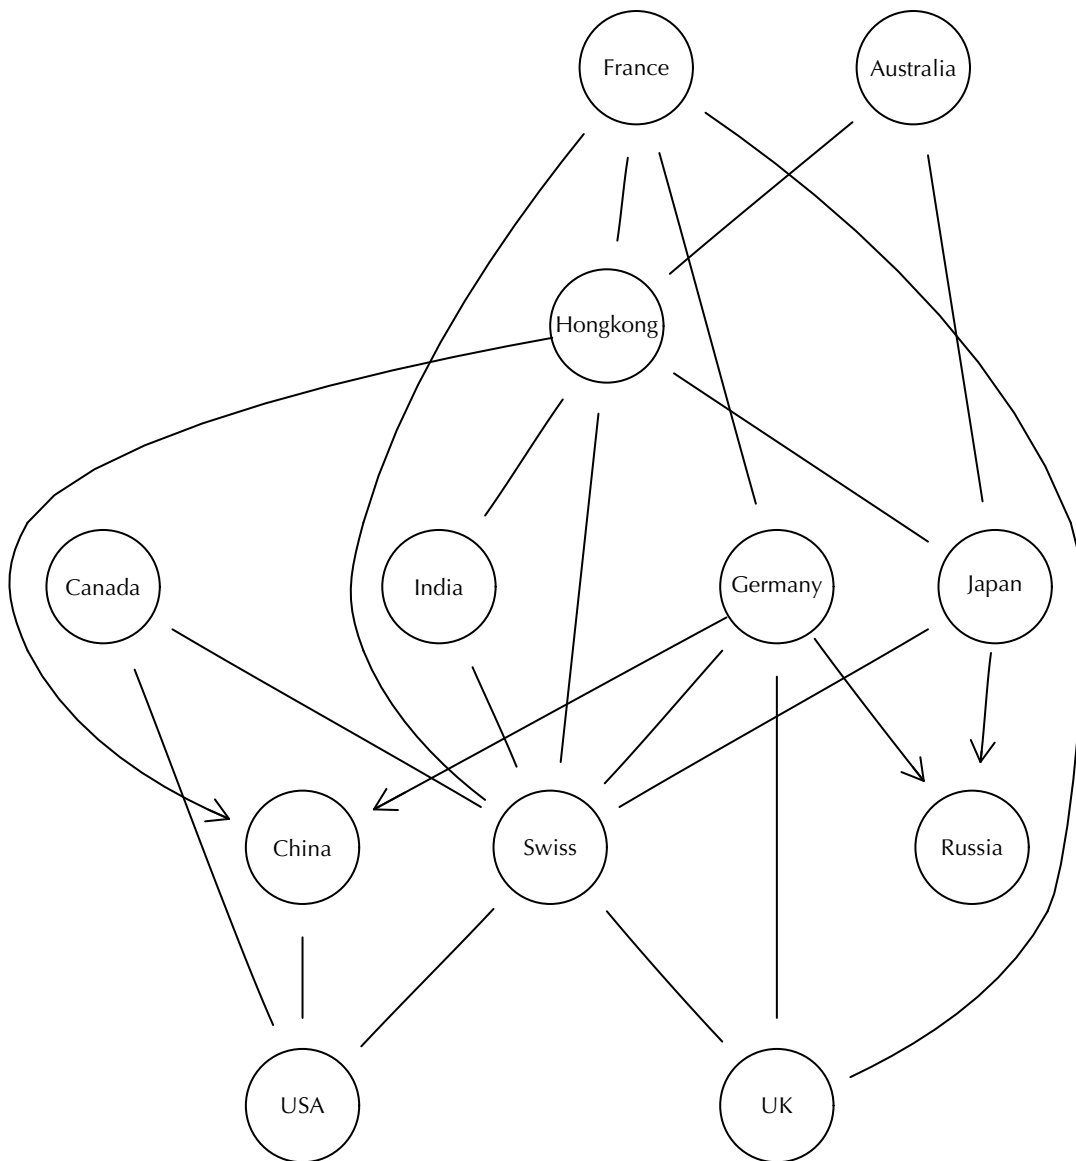 France
Australia
Hongkong
Canada
India
Germany
Japan
China
Swiss
Russia
USA
UK